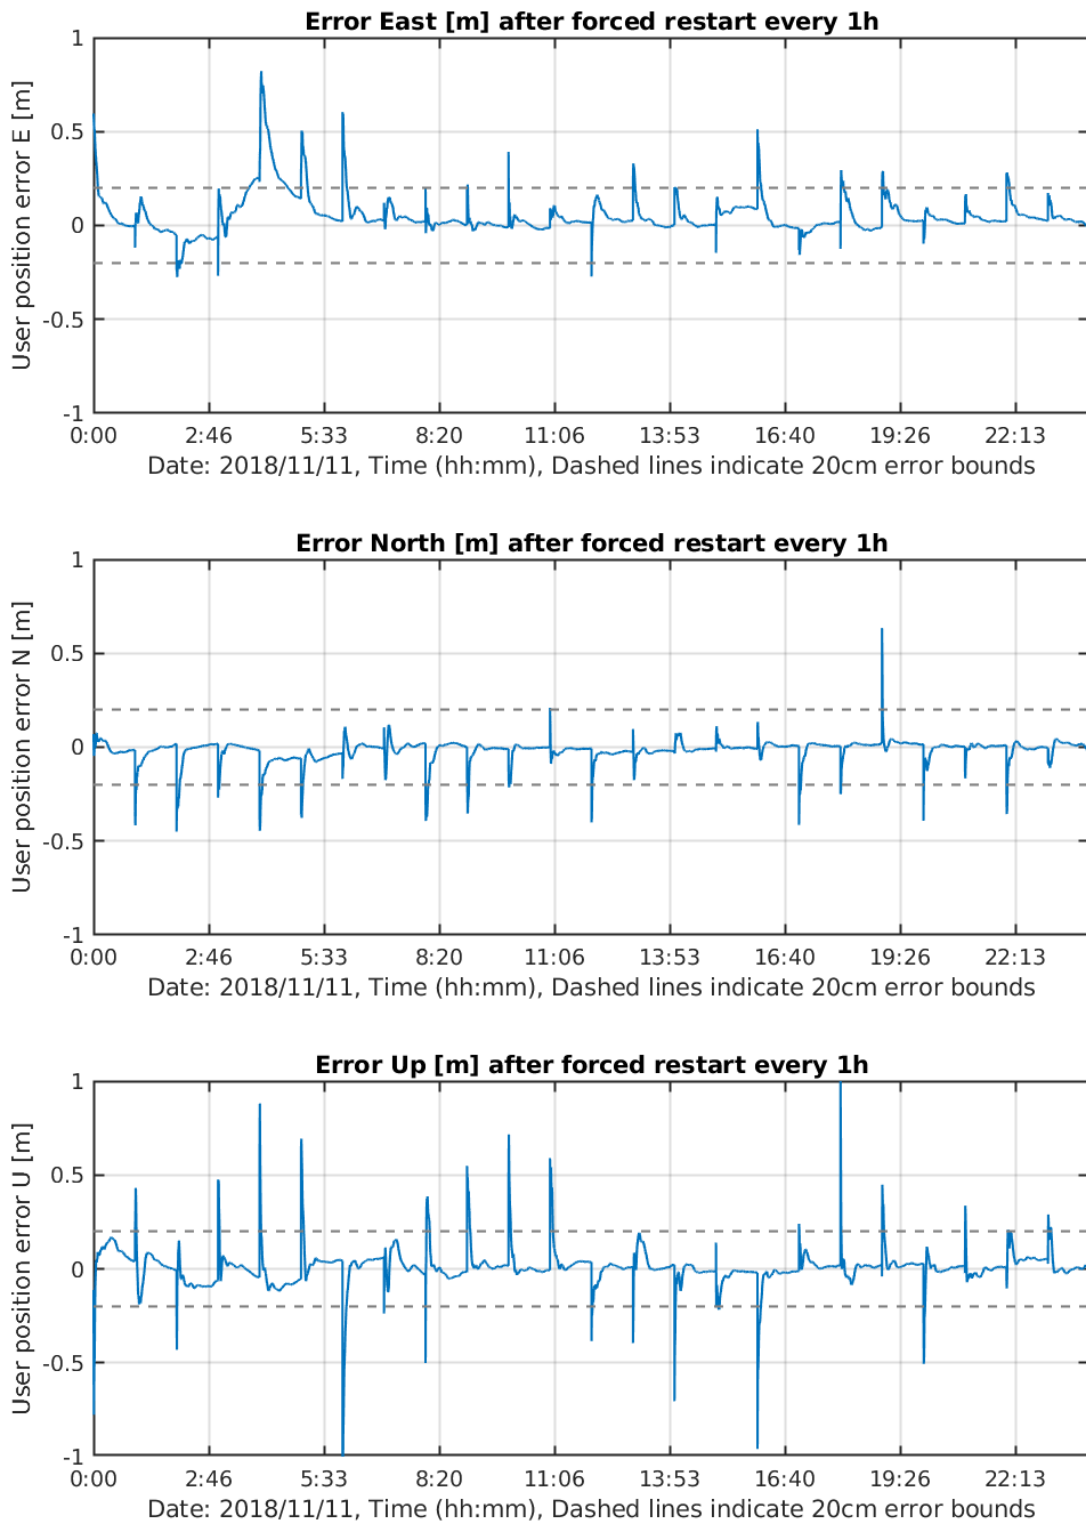 Error East [m] after forced restart every 1h
User position error E [m]
1
0.5
0
-0.5
-1
0:00 2:46 5:33 8:20 11:06 13:53 16:40 19:26 22:13
Date: 2018/11/11, Time (hh:mm), Dashed lines indicate 20cm error bounds
Error North [m] after forced restart every 1h
User position error N [m]
1
0.5
0
-0.5
-1
0:00 2:46 5:33 8:20 11:06 13:53 16:40 19:26 22:13
Date: 2018/11/11, Time (hh:mm), Dashed lines indicate 20cm error bounds
Error Up [m] after forced restart every 1h
User position error U [m]
1
0.5
0
-0.5
-1
0:00 2:46 5:33 8:20 11:06 13:53 16:40 19:26 22:13
Date: 2018/11/11, Time (hh:mm), Dashed lines indicate 20cm error bounds